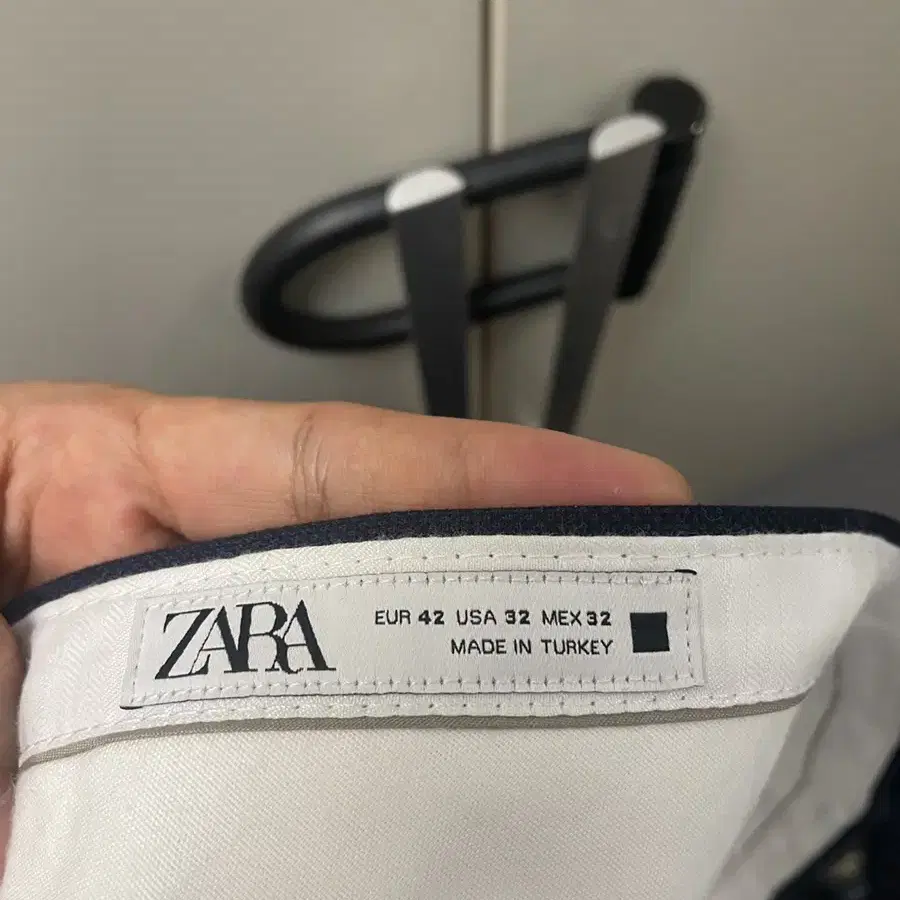 ZARA
EUR 42 USA 32 MEX 32
MADE IN TURKEY